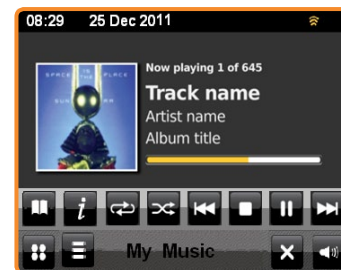 08:29 25 Dec 2011
SPACE IS THE PLACE
SUN RA
Now playing 1 of 645
Track name
Artist name
Album title
i
My Music